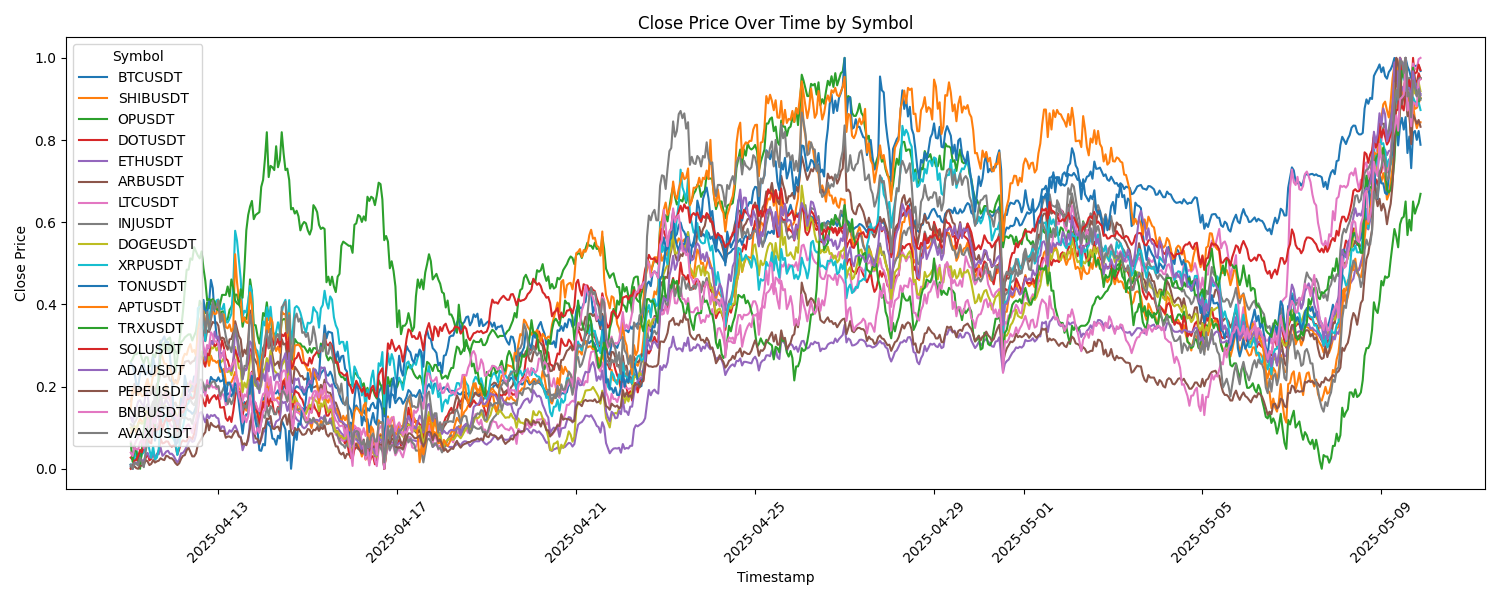 Close Price Over Time by Symbol
Close Price
1.0
0.8
0.6
0.4
0.2
0.0
Symbol
BTCUSDT
SHIBUSDT
OPUSDT
DOTUSDT
ETHUSDT
ARBUSDT
LTCUSDT
INJUSDT
DOGEUSDT
XRPUSDT
TONUSDT
APTUSDT
TRXUSDT
SOLUSDT
ADAUSDT
PEPEUSDT
BNBUSDT
AVAXUSDT
2025-04-13
2025-04-17
2025-04-21
2025-04-25
2025-04-29
2025-05-01
2025-05-05
2025-05-09
Timestamp